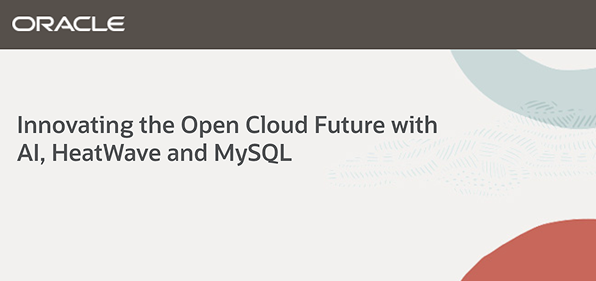 ORACLE
Innovating the Open Cloud Future with
AI, HeatWave and MySQL